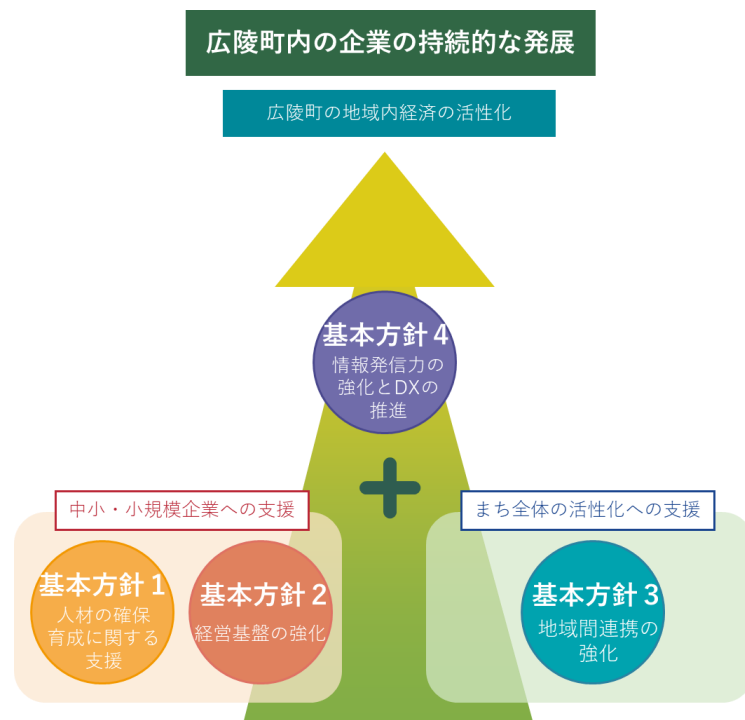 広陵町内の企業の持続的な発展
広陵町の地域内経済の活性化
基本方針4
情報発信力の
強化とDXの
推進
中小・小規模企業への支援
まち全体の活性化への支援
基本方針1
人材の確保
育成に関する
支援
基本方針2
経営基盤の強化
基本方針3
地域間連携の
強化